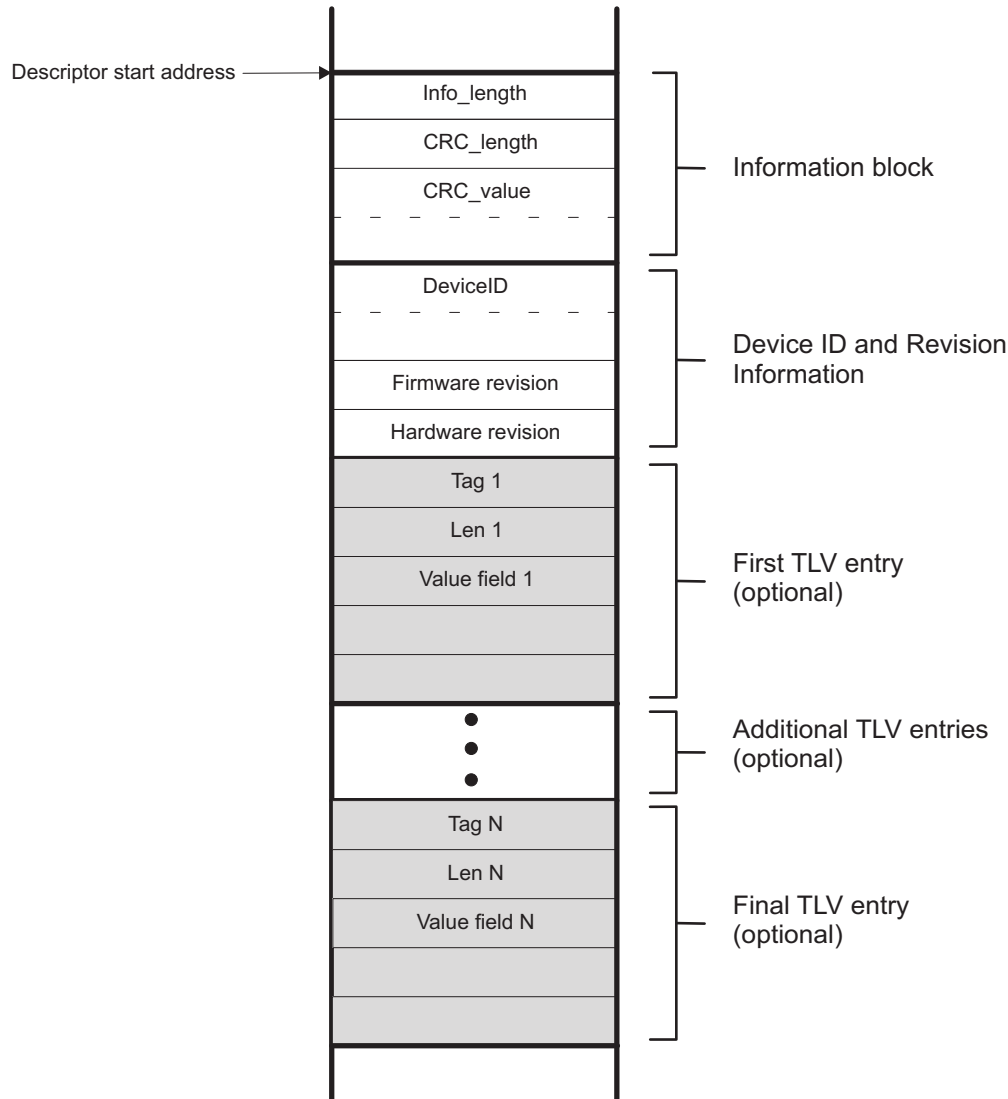 Descriptor start address
Info_length
CRC_length
CRC_value
Information block
DeviceID
Firmware revision
Hardware revision
Device ID and Revision
Information
Tag 1
Len 1
Value field 1
First TLV entry
(optional)
Additional TLV entries
(optional)
Tag N
Len N
Value field N
Final TLV entry
(optional)